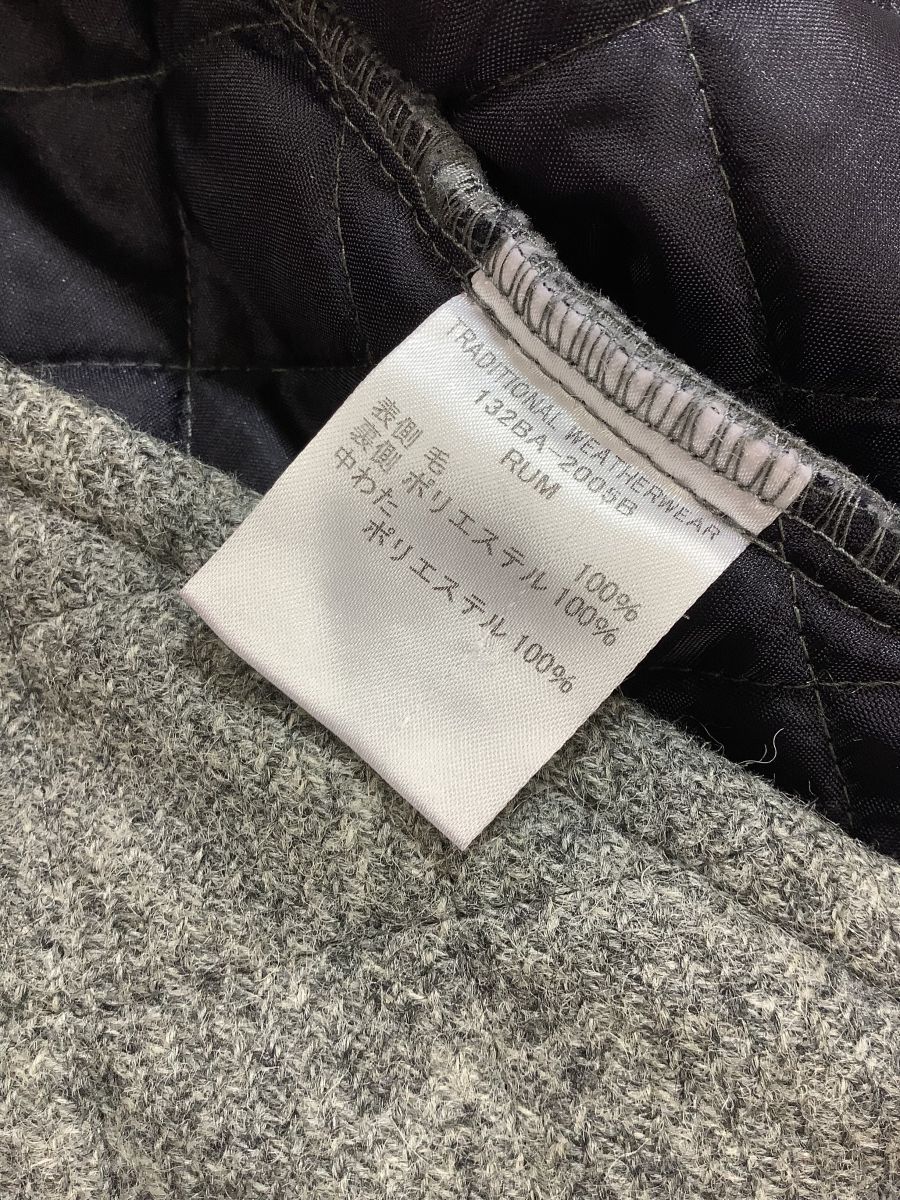 TRADITIONAL WEATHERWEAR
132BA-2005B
RUM
表側 毛 100%
裏側 ポリエステル 100%
中わた
ポリエステル 100%